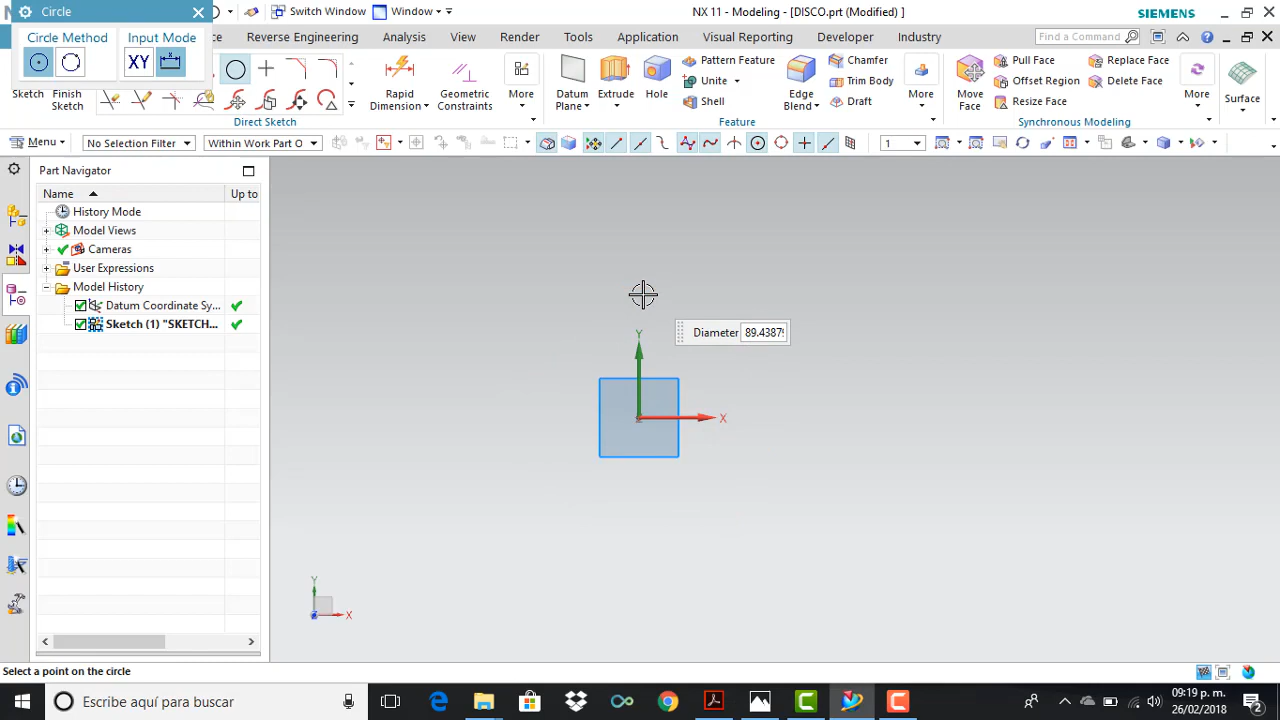 Circle
Switch Window
Window
NX 11 - Modeling - [DISCO.prt (Modified) ]
SIEMENS
Circle Method
Input Mode
XY
Reverse Engineering
Analysis
View
Render
Tools
Application
Visual Reporting
Developer
Industry
Find a Command
Sketch
Finish
Sketch
Direct Sketch
Rapid
Dimension
Geometric
Constraints
More
Datum
Plane
Extrude
Hole
Pattern Feature
Unite
Shell
Edge
Blend
Chamfer
Trim Body
Draft
More
Feature
Move
Face
Pull Face
Offset Region
Resize Face
Replace Face
Delete Face
More
Synchronous Modeling
Surface
Menu
No Selection Filter
Within Work Part O
1
Part Navigator
Name
Up to
History Mode
Model Views
Cameras
User Expressions
Model History
Datum Coordinate Sy...
Sketch (1) "SKETCH...
Diameter
Y
X
Y
X
Select a point on the circle
Escribe aquí para buscar
09:19 p. m.
26/02/2018
2